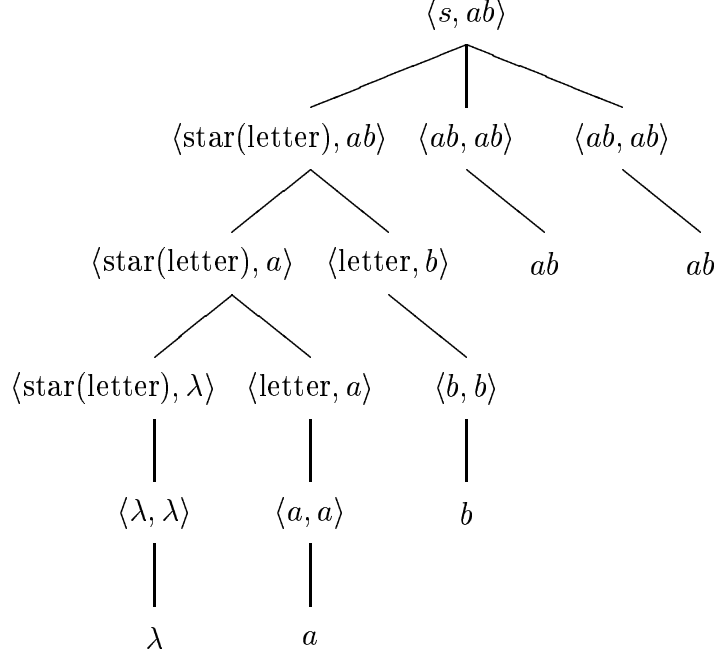 ⟨s, ab⟩
⟨star(letter), ab⟩ ⟨ab, ab⟩ ⟨ab, ab⟩
⟨star(letter), a⟩ ⟨letter, b⟩ ab ab
⟨star(letter), λ⟩ ⟨letter, a⟩ ⟨b, b⟩
⟨λ, λ⟩ ⟨a, a⟩ b
λ a